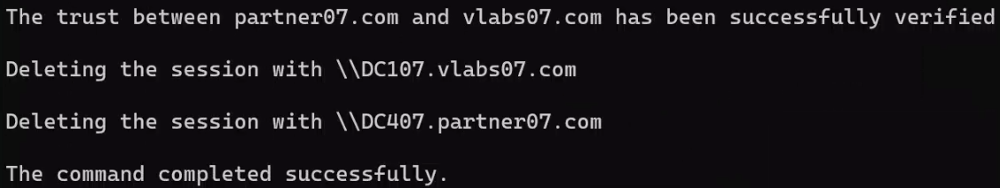 The trust between partner07.com and vlabs07.com has been successfully verified
Deleting the session with \\DC107.vlabs07.com
Deleting the session with \\DC407.partner07.com
The command completed successfully.